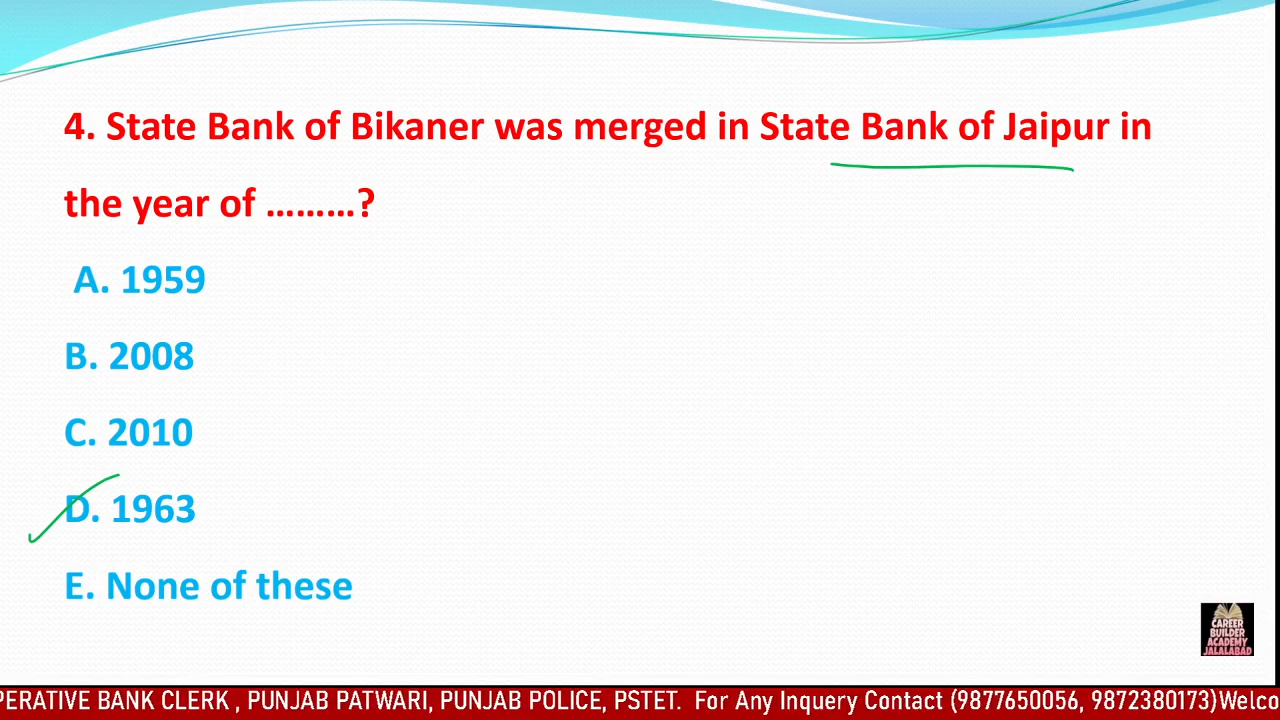 4. State Bank of Bikaner was merged in State Bank of Jaipur in
the year of .........?
A. 1959
B. 2008
C. 2010
D. 1963
E. None of these
CAREER
BUILDER
ACADEMY
JALALABAD
PERATIVE BANK CLERK , PUNJAB PATWARI, PUNJAB POLICE, PSTET. For Any Inquery Contact (9877650056, 9872380173)Welco